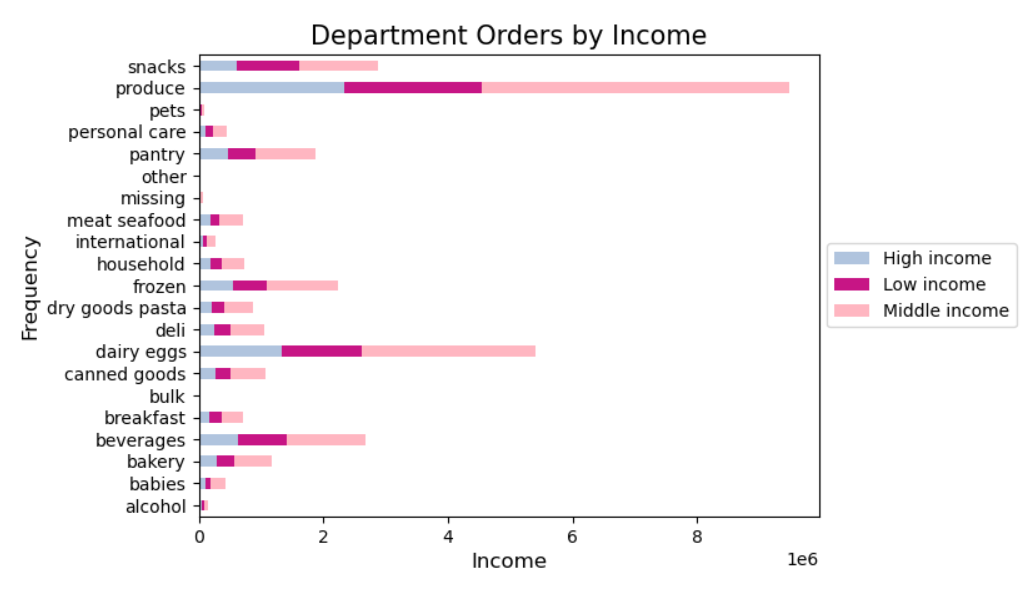 Department Orders by Income
snacks
produce
pets
personal care
pantry
other
missing
meat seafood
international
household
frozen
dry goods pasta
deli
dairy eggs
canned goods
bulk
breakfast
beverages
bakery
babies
alcohol
Frequency
0 2 4 6 8
1e6
Income
High income
Low income
Middle income